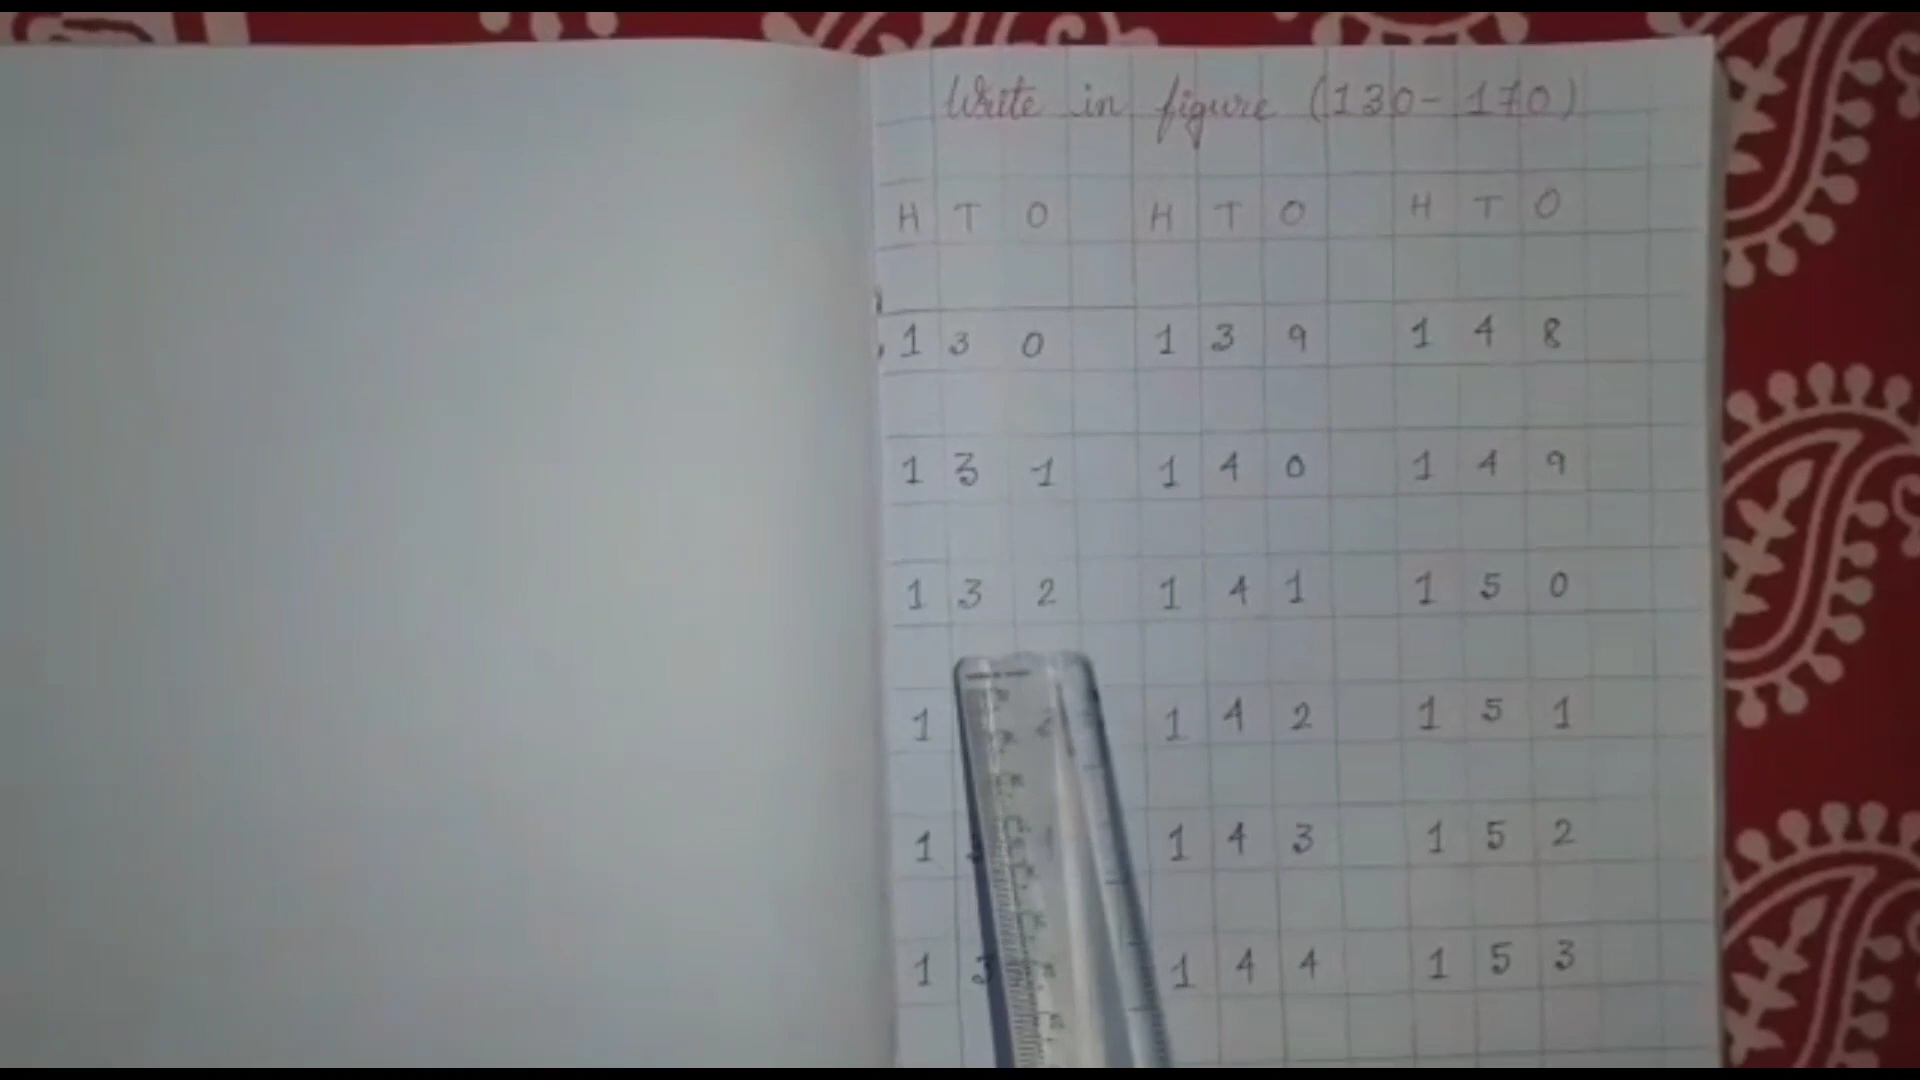 Write in figure (130-170)
H T O H T O H T O
1 3 0 1 3 9 1 4 8
1 3 1 1 4 0 1 4 9
1 3 2 1 4 1 1 5 0
1 1 4 2 1 5 1
1 1 4 3 1 5 2
1 3 1 4 4 1 5 3